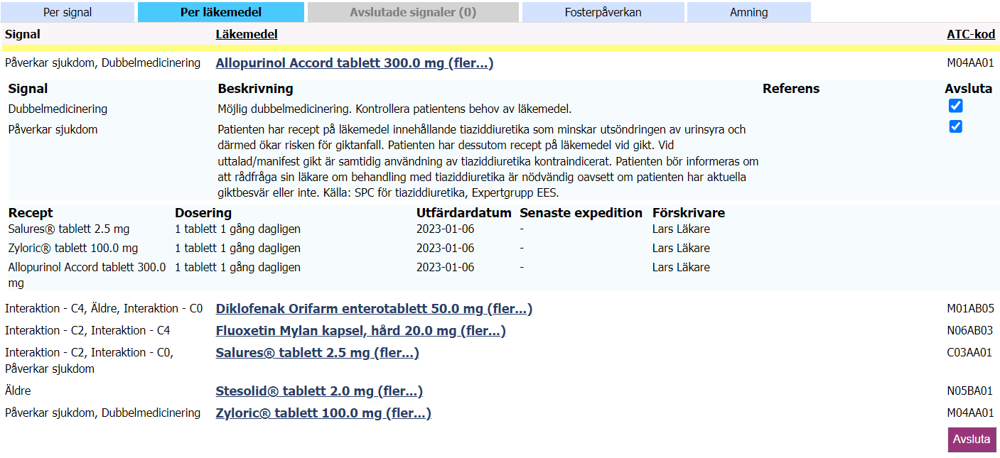 Per signal Per läkemedel Avslutade signaler (0) Fosterpåverkan Amning
Signal Läkemedel ATC-kod
Påverkar sjukdom, Dubbelmedicinering Allopurinol Accord tablett 300.0 mg (fler...) M04AA01
Signal Beskrivning Referens Avsluta
Dubbelmedicinering Möjlig dubbelmedicinering. Kontrollera patientens behov av läkemedel.
Påverkar sjukdom Patienten har recept på läkemedel innehållande tiaziddiuretika som minskar utsöndringen av urinsyra och
därmed ökar risken för giktanfall. Patienten har dessutom recept på läkemedel vid gikt. Vid
uttalad/manifest gikt är samtidig användning av tiaziddiuretika kontraindicerat. Patienten bör informeras om
att rådfråga sin läkare om behandling med tiaziddiuretika är nödvändig oavsett om patienten har aktuella
giktbesvär eller inte. Källa: SPC för tiaziddiuretika, Expertgrupp EES.
Recept Dosering Utfärdardatum Senaste expedition Förskrivare
Salures® tablett 2.5 mg 1 tablett 1 gång dagligen 2023-01-06 - Lars Läkare
Zyloric® tablett 100.0 mg 1 tablett 1 gång dagligen 2023-01-06 - Lars Läkare
Allopurinol Accord tablett 300.0 1 tablett 1 gång dagligen 2023-01-06 - Lars Läkare
mg
Interaktion - C4, Äldre, Interaktion - C0 Diklofenak Orifarm enterotablett 50.0 mg (fler...) M01AB05
Interaktion - C2, Interaktion - C4 Fluoxetin Mylan kapsel, hård 20.0 mg (fler...) N06AB03
Interaktion - C2, Interaktion - C0, Salures® tablett 2.5 mg (fler...) C03AA01
Påverkar sjukdom
Äldre Stesolid® tablett 2.0 mg (fler...) N05BA01
Påverkar sjukdom, Dubbelmedicinering Zyloric® tablett 100.0 mg (fler...) M04AA01
Avsluta